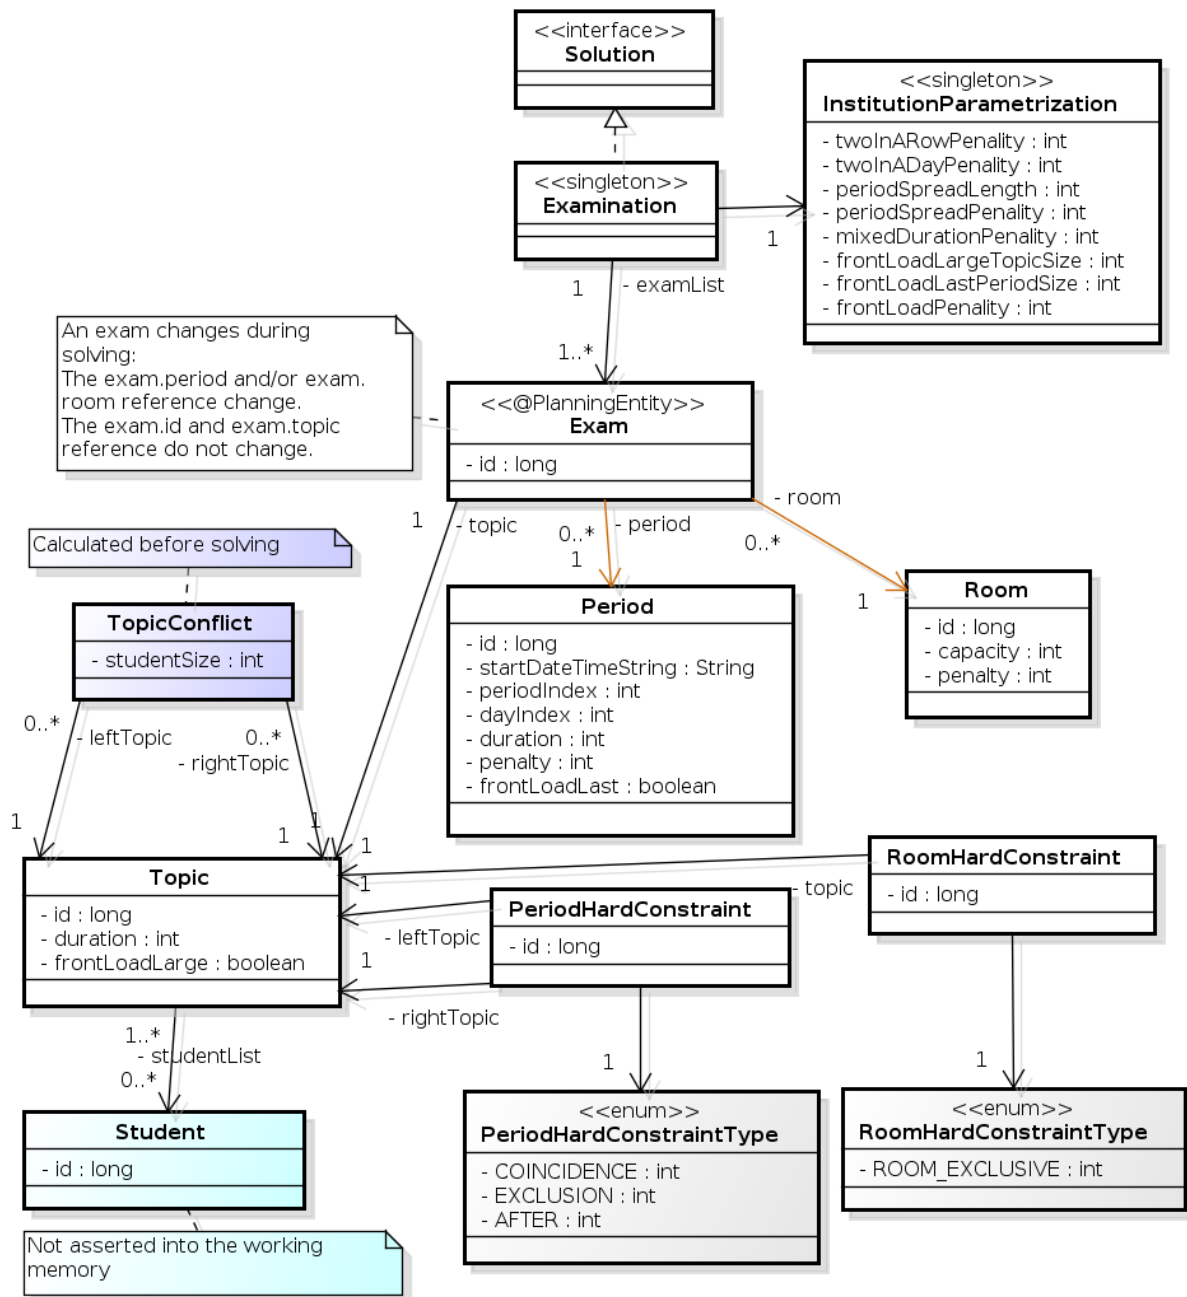 <<interface>>
Solution
<<singleton>>
InstitutionParametrization
- twoInARowPenality : int
- twoInADayPenality : int
- periodSpreadLength : int
- periodSpreadPenality : int
- mixedDurationPenality : int
- frontLoadLargeTopicSize : int
- frontLoadLastPeriodSize : int
- frontLoadPenality : int
<<singleton>>
Examination
1
1
- examList
1..*
An exam changes during
solving:
The exam.period and/or exam.
room reference change.
The exam.id and exam.topic
reference do not change.
<<@PlanningEntity>>
Exam
- id : long
1
- topic
0..*
- period
1
- room
0..*
1
Calculated before solving
TopicConflict
- studentSize : int
0..*
- leftTopic
0..*
- rightTopic
1
1
1
Period
- id : long
- startDateTimeString : String
- periodIndex : int
- dayIndex : int
- duration : int
- penalty : int
- frontLoadLast : boolean
Room
- id : long
- capacity : int
- penalty : int
Topic
- id : long
- duration : int
- frontLoadLarge : boolean
1
1
- leftTopic
1
- rightTopic
- topic
PeriodHardConstraint
- id : long
RoomHardConstraint
- id : long
1..*
- studentList
0..*
1
1
Student
- id : long
Not asserted into the working
memory
<<enum>>
PeriodHardConstraintType
- COINCIDENCE : int
- EXCLUSION : int
- AFTER : int
<<enum>>
RoomHardConstraintType
- ROOM_EXCLUSIVE : int